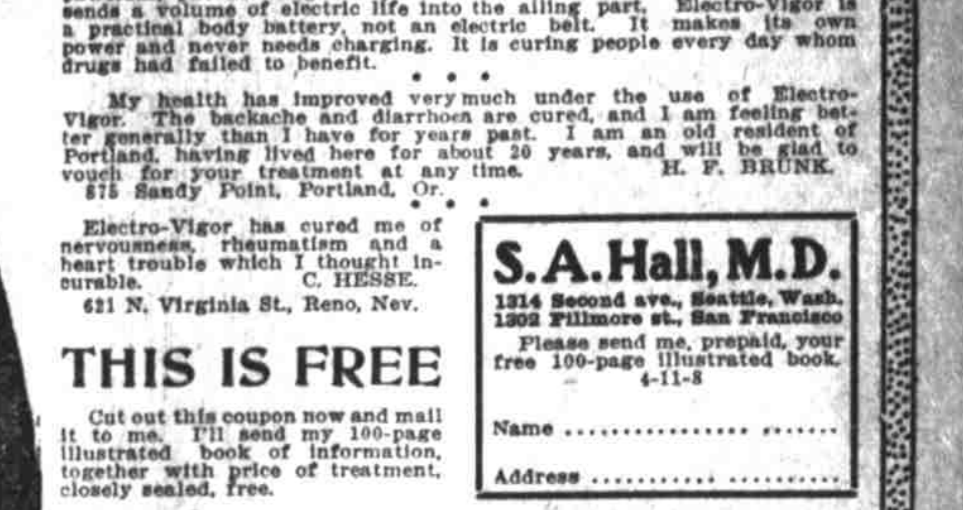 sends a volume of electric life into the ailing part. Electro-Vigor is
a practical body battery, not an electric belt. It makes its own
power and never needs charging. It is curing people every day whom
drugs had failed to benefit.
• • •
My health has improved very much under the use of Electro-
Vigor. The backache and diarrhoea are cured, and I am feeling bet-
ter generally than I have for years past. I am an old resident of
Portland, having lived here for about 20 years, and will be glad to
vouch for your treatment at any time. H. F. BRUNK.
675 Sandy Point, Portland, Or.
• • •
Electro-Vigor has cured me of
nervousness, rheumatism and a
heart trouble which I thought in-
curable. C. HESSE.
621 N. Virginia St., Reno, Nev.
THIS IS FREE
Cut out this coupon now and mail
it to me. I'll send my 100-page
illustrated book of information,
together with price of treatment,
closely sealed, free.
S. A. Hall, M. D.
1314 Second ave., Seattle, Wash.
1302 Fillmore st., San Francisco
Please send me, prepaid, your
free 100-page illustrated book.
4-11-8
Name ......................
Address ......................